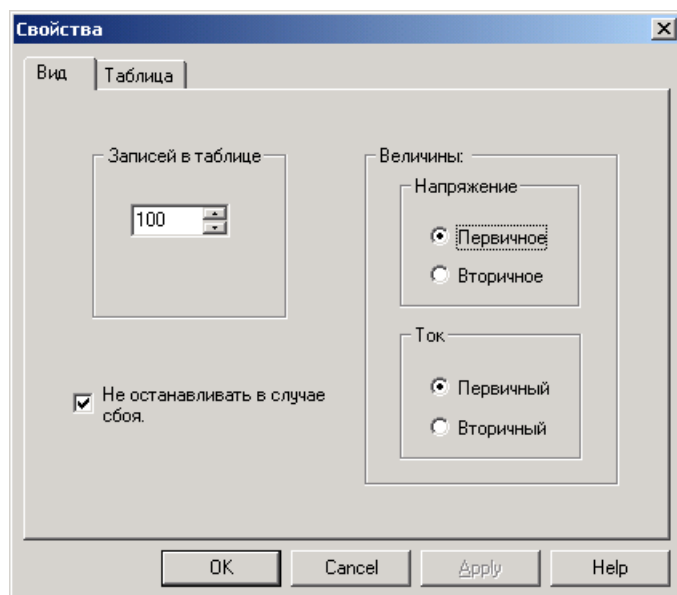 Свойства
Вид Таблица
Записей в таблице
100
Не останавливать в случае
сбоя.
Величины:
Напряжение
Первичное
Вторичное
Ток
Первичный
Вторичный
OK Cancel Apply Help